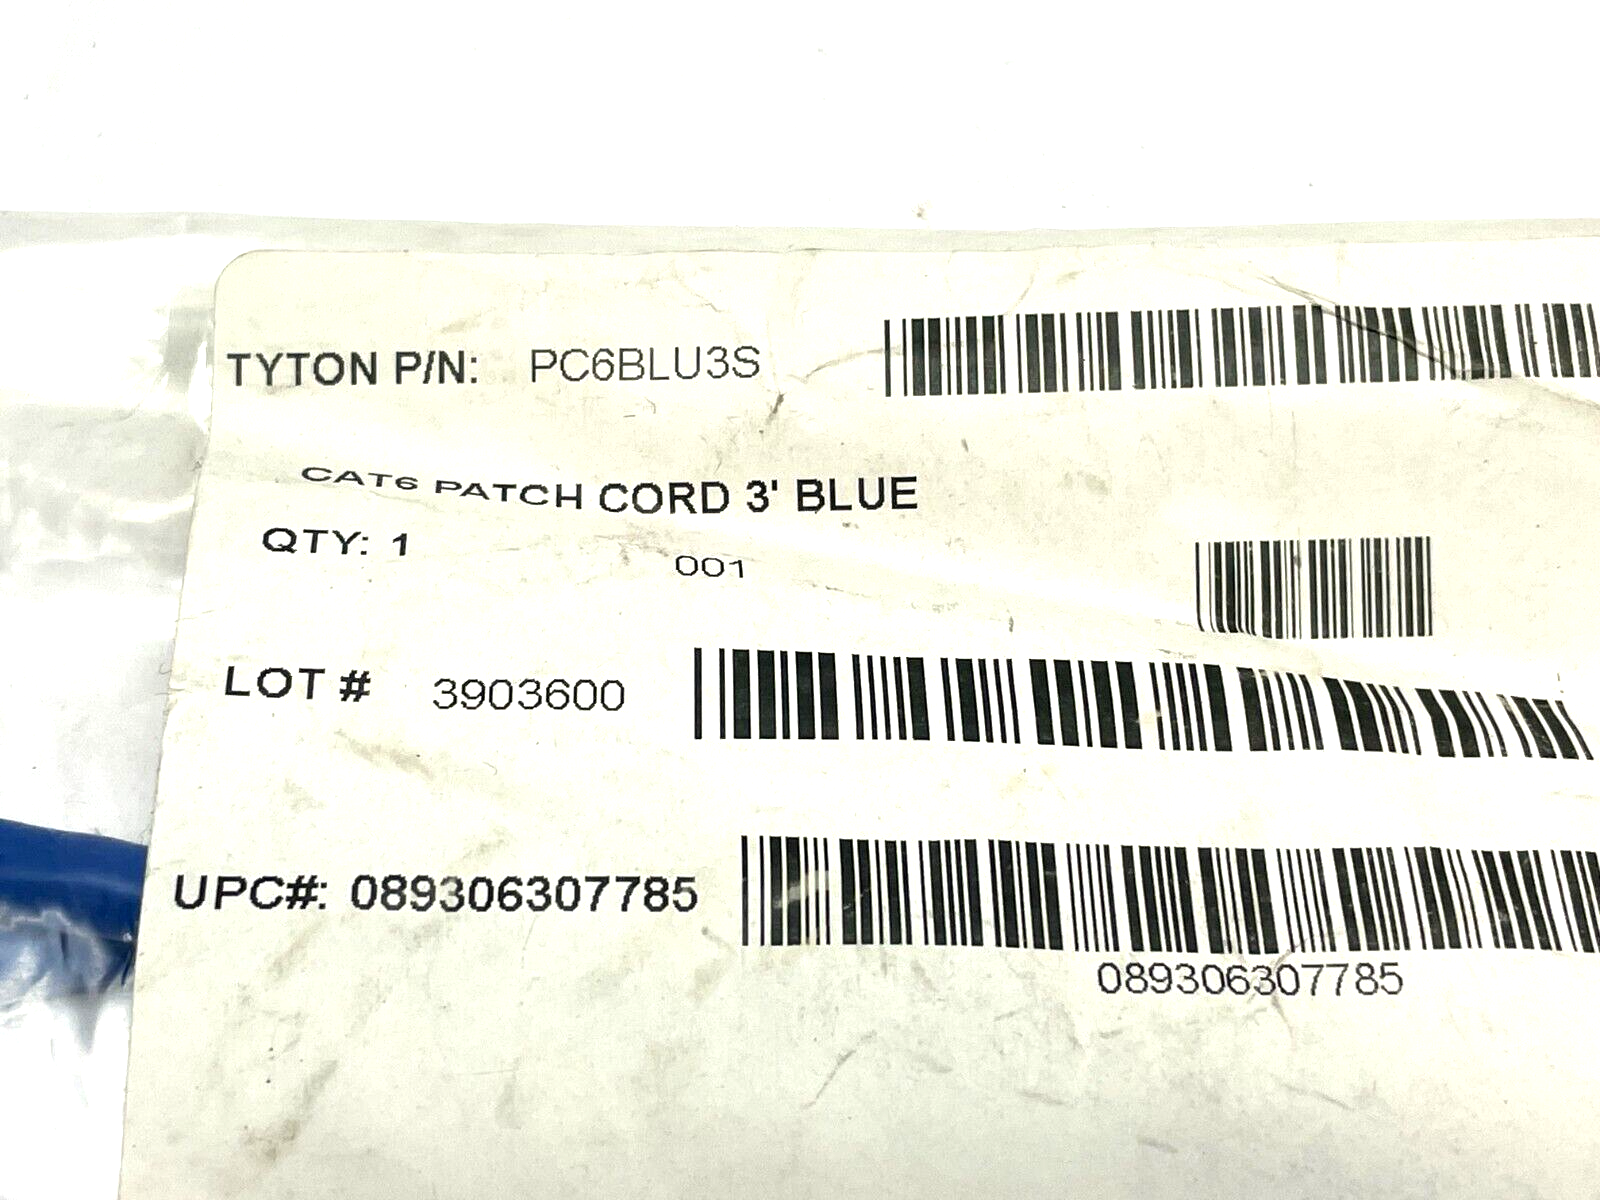 TYTON P/N: PC6BLU3S
CAT6 PATCH CORD 3' BLUE
QTY: 1
001
LOT # 3903600
UPC#: 089306307785
089306307785